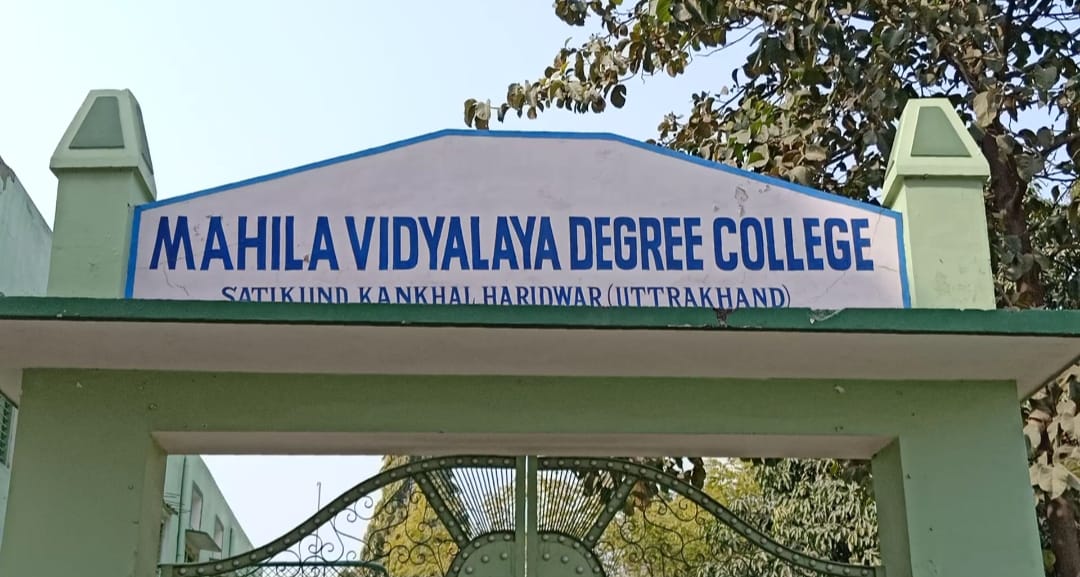 MAHILA VIDYALAYA DEGREE COLLEGE
SATIKUND KANKHAL HARIDWAR (UTTRAKHAND)